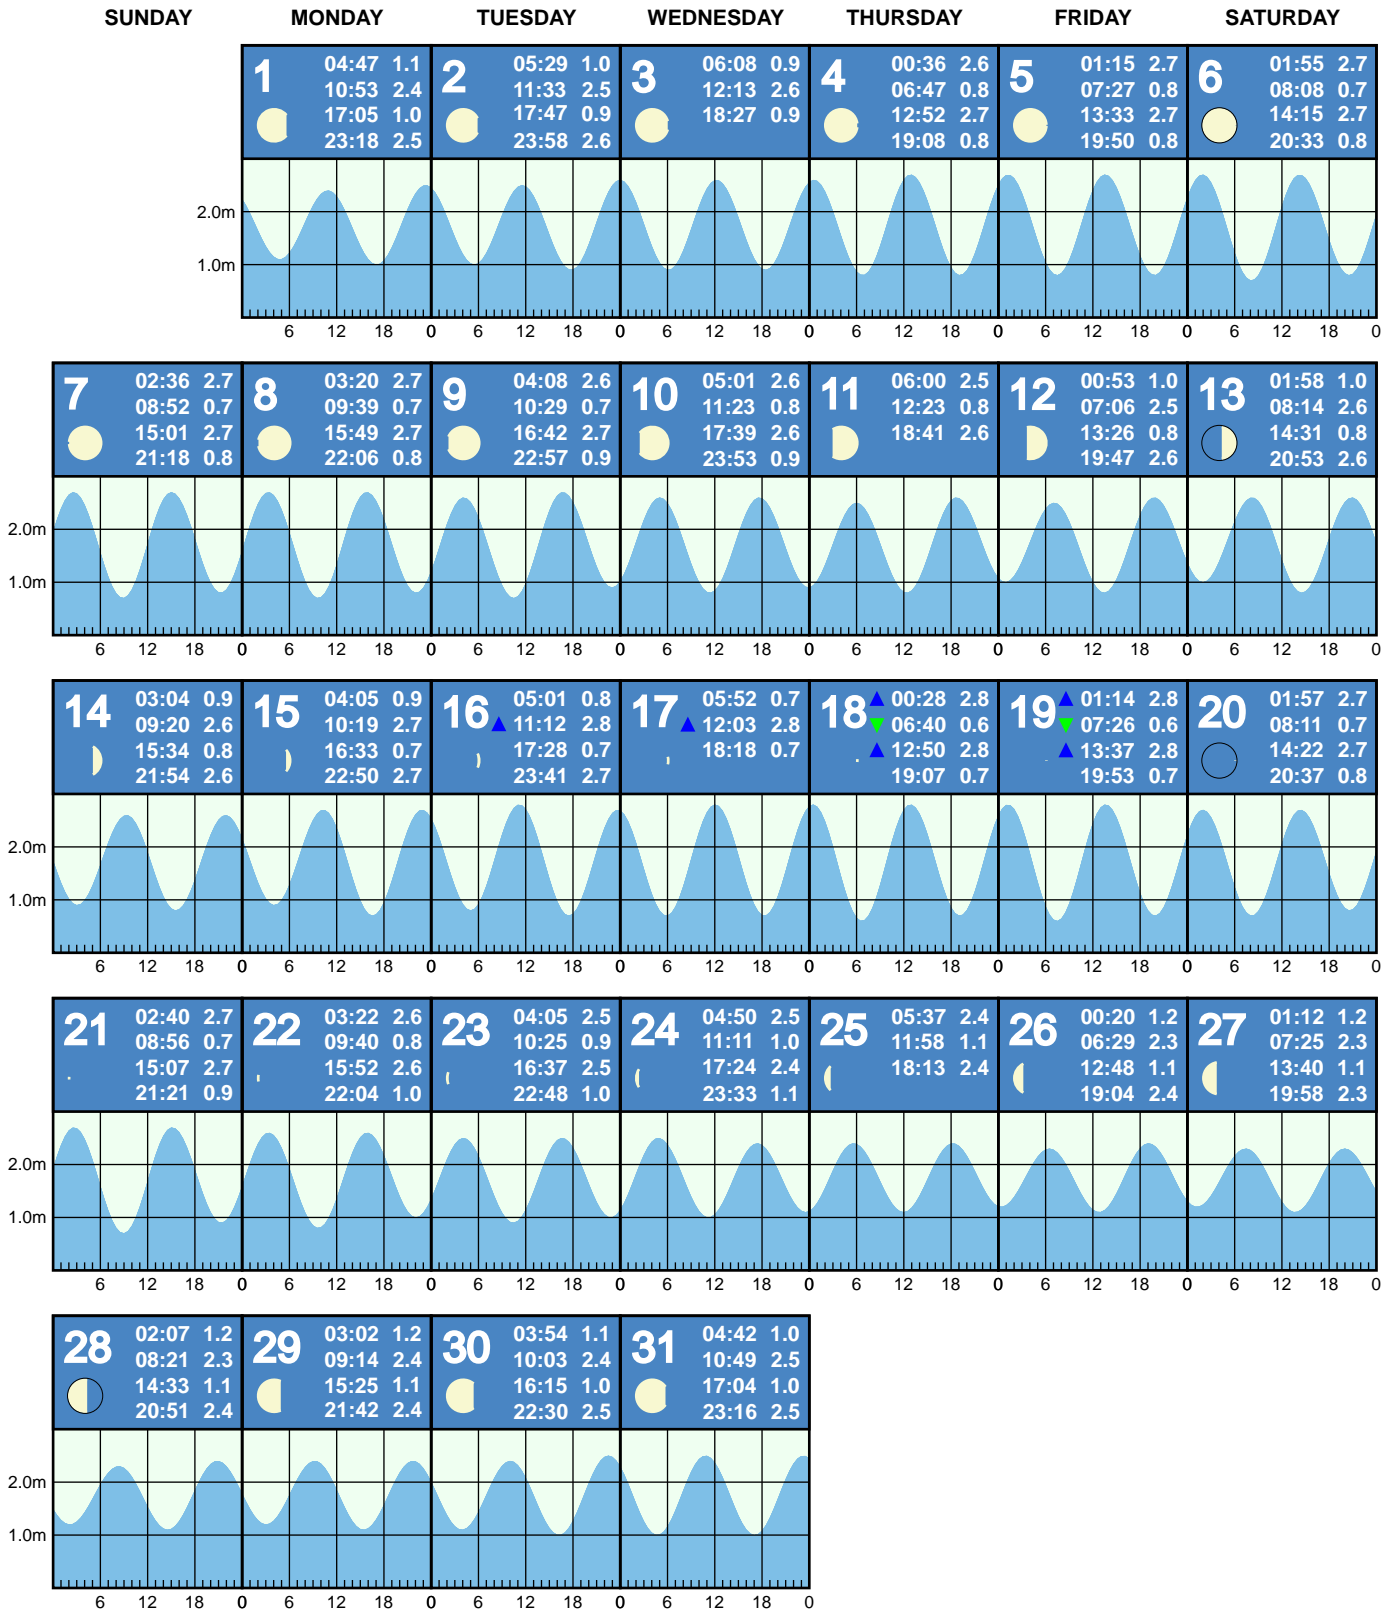 SUNDAY MONDAY TUESDAY WEDNESDAY THURSDAY FRIDAY SATURDAY
1 04:47 1.1
10:53 2.4
17:05 1.0
23:18 2.5
2 05:29 1.0
11:33 2.5
17:47 0.9
23:58 2.6
3 06:08 0.9
12:13 2.6
18:27 0.9
4 00:36 2.6
06:47 0.8
12:52 2.7
19:08 0.8
5 01:15 2.7
07:27 0.8
13:33 2.7
19:50 0.8
6 01:55 2.7
08:08 0.7
14:15 2.7
20:33 0.8
2.0m
1.0m
6 12 18 0 6 12 18 0 6 12 18 0 6 12 18 0 6 12 18 0 6 12 18 0
7 02:36 2.7
08:52 0.7
15:01 2.7
21:18 0.8
8 03:20 2.7
09:39 0.7
15:49 2.7
22:06 0.8
9 04:08 2.6
10:29 0.7
16:42 2.7
22:57 0.9
10 05:01 2.6
11:23 0.8
17:39 2.6
23:53 0.9
11 06:00 2.5
12:23 0.8
18:41 2.6
12 00:53 1.0
07:06 2.5
13:26 0.8
19:47 2.6
13 01:58 1.0
08:14 2.6
14:31 0.8
20:53 2.6
2.0m
1.0m
6 12 18 0 6 12 18 0 6 12 18 0 6 12 18 0 6 12 18 0 6 12 18 0 6 12 18 0
14 03:04 0.9
09:20 2.6
15:34 0.8
21:54 2.6
15 04:05 0.9
10:19 2.7
16:33 0.7
22:50 2.7
16 05:01 0.8
11:12 2.8
17:28 0.7
23:41 2.7
17 05:52 0.7
12:03 2.8
18:18 0.7
18 00:28 2.8
06:40 0.6
12:50 2.8
19:07 0.7
19 01:14 2.8
07:26 0.6
13:37 2.8
19:53 0.7
20 01:57 2.7
08:11 0.7
14:22 2.7
20:37 0.8
2.0m
1.0m
6 12 18 0 6 12 18 0 6 12 18 0 6 12 18 0 6 12 18 0 6 12 18 0 6 12 18 0
21 02:40 2.7
08:56 0.7
15:07 2.7
21:21 0.9
22 03:22 2.6
09:40 0.8
15:52 2.6
22:04 1.0
23 04:05 2.5
10:25 0.9
16:37 2.5
22:48 1.0
24 04:50 2.5
11:11 1.0
17:24 2.4
23:33 1.1
25 05:37 2.4
11:58 1.1
18:13 2.4
26 00:20 1.2
06:29 2.3
12:48 1.1
19:04 2.4
27 01:12 1.2
07:25 2.3
13:40 1.1
19:58 2.3
2.0m
1.0m
6 12 18 0 6 12 18 0 6 12 18 0 6 12 18 0 6 12 18 0 6 12 18 0 6 12 18 0
28 02:07 1.2
08:21 2.3
14:33 1.1
20:51 2.4
29 03:02 1.2
09:14 2.4
15:25 1.1
21:42 2.4
30 03:54 1.1
10:03 2.4
16:15 1.0
22:30 2.5
31 04:42 1.0
10:49 2.5
17:04 1.0
23:16 2.5
2.0m
1.0m
6 12 18 0 6 12 18 0 6 12 18 0 6 12 18 0